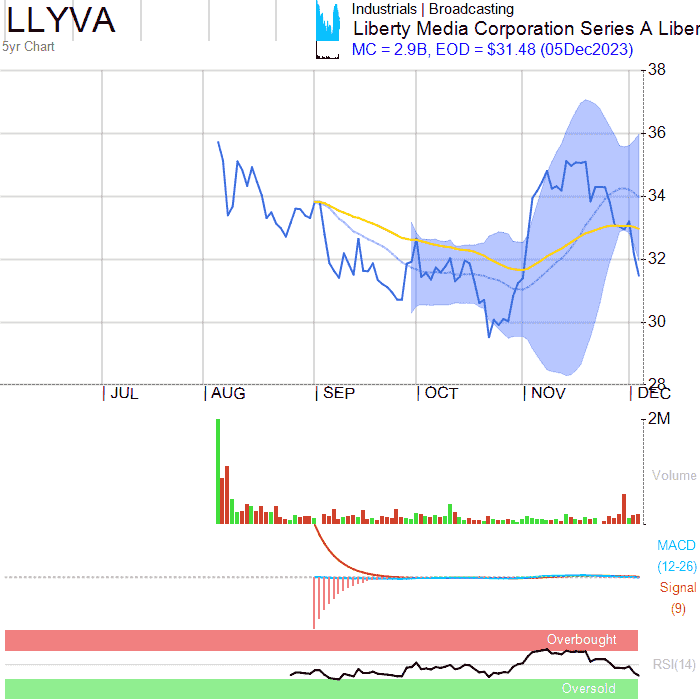 LLYVA
5yr Chart
Industrials | Broadcasting
Liberty Media Corporation Series A Liber
MC = 2.9B, EOD = $31.48 (05Dec2023)
38
36
34
32
30
28
JUL AUG SEP OCT NOV DEC
2M
Volume
MACD
(12-26)
Signal
(9)
Overbought
RSI(14)
Oversold